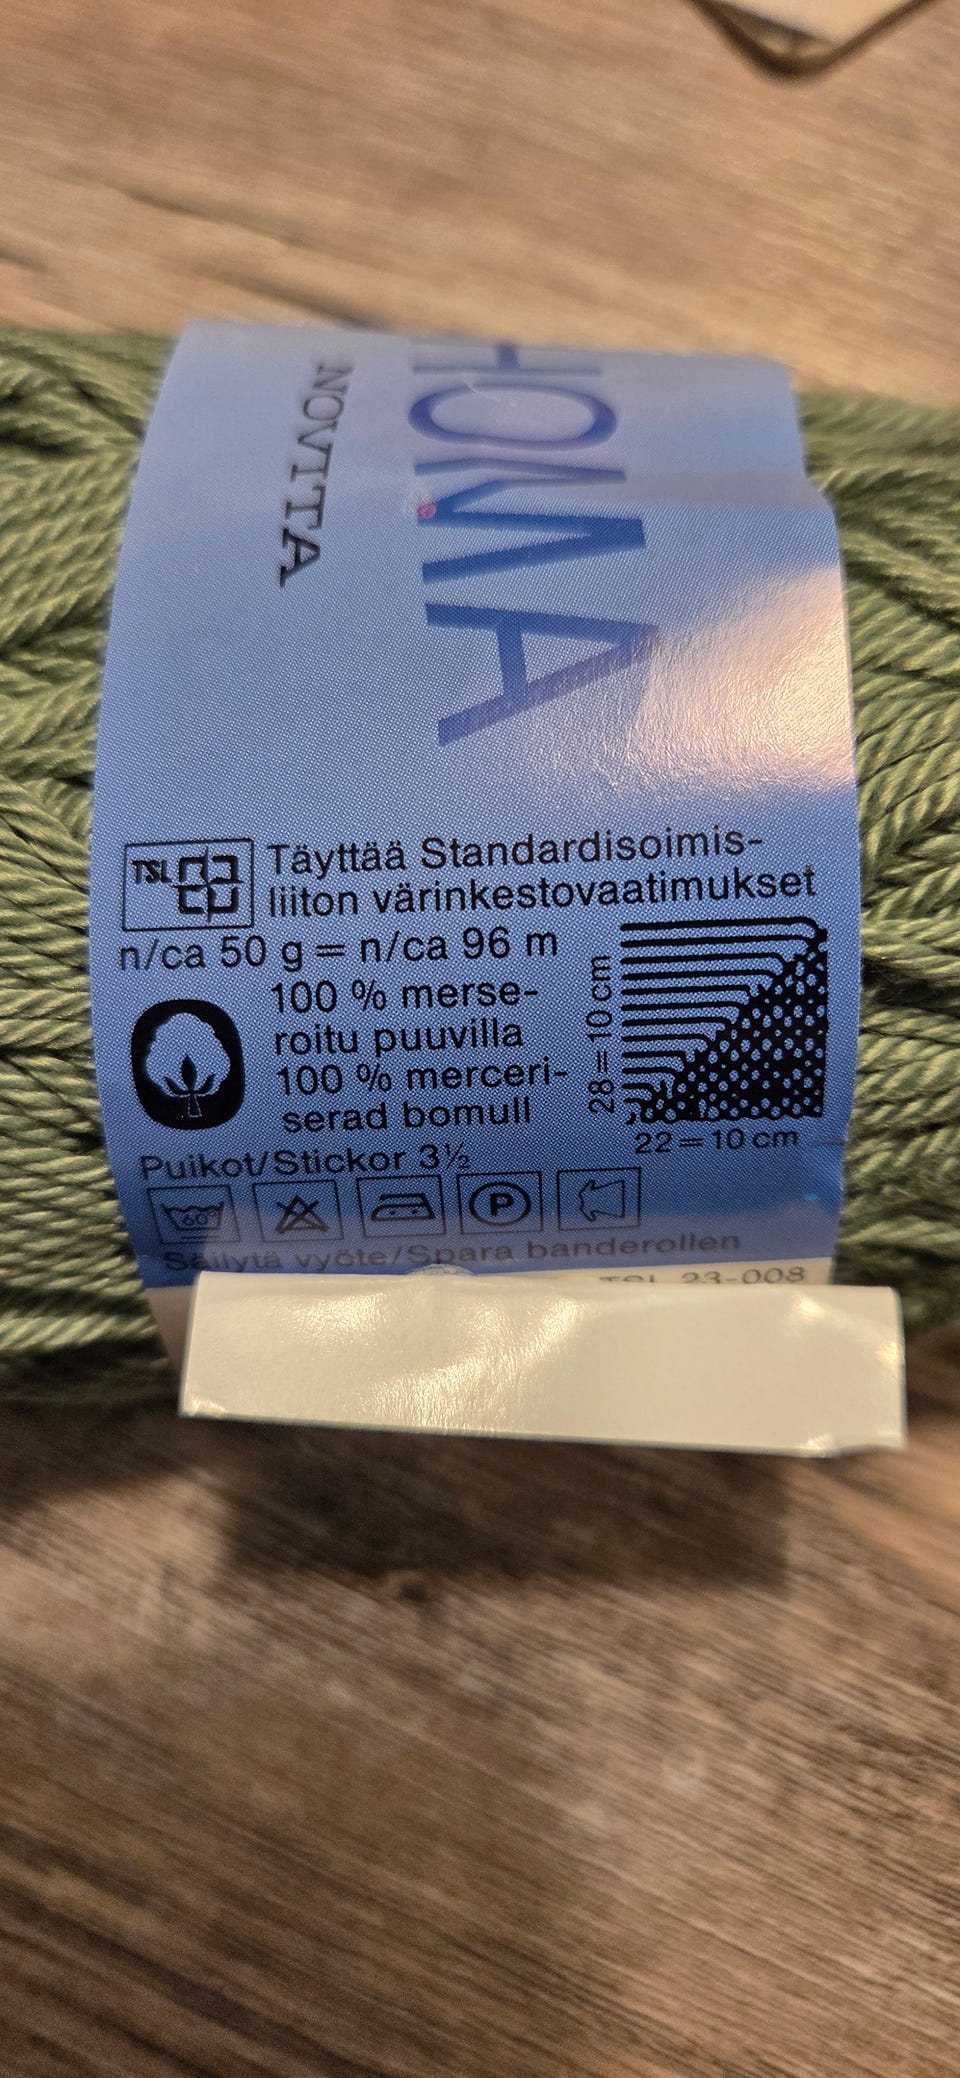 NOVITA
HOMA
TSL
Täyttää Standardisoimis-
liiton värinkestovaatimukset
n/ca 50 g = n/ca 96 m
100 % merse-
roitu puuvilla
100 % merceri-
serad bomull
28 = 10 cm
22 = 10 cm
Puikot/Stickor 3½
60°
P
Säilytä vyöte/Spara banderollen
TSL 23-008